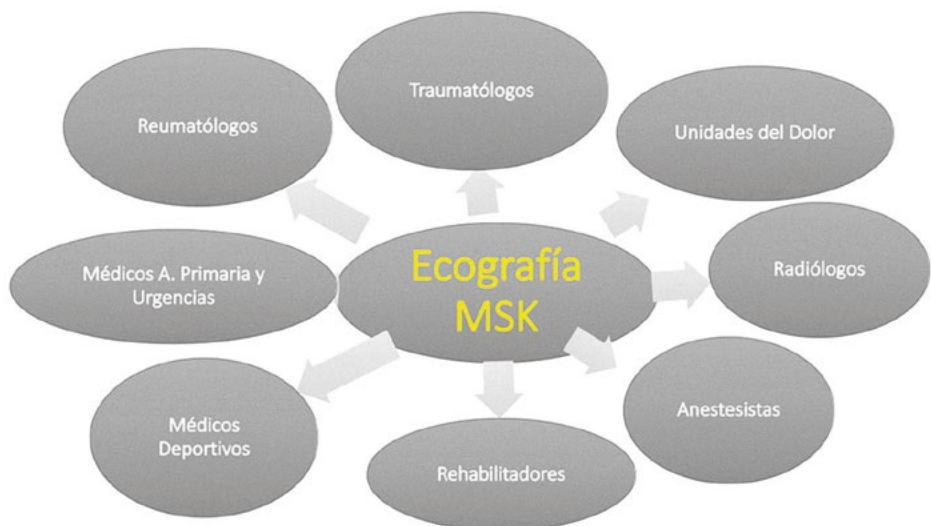 Traumatólogos
Reumatólogos
Unidades del Dolor
Ecografía
MSK
Médicos A. Primaria y
Urgencias
Radiólogos
Médicos
Deportivos
Anestesistas
Rehabilitadores